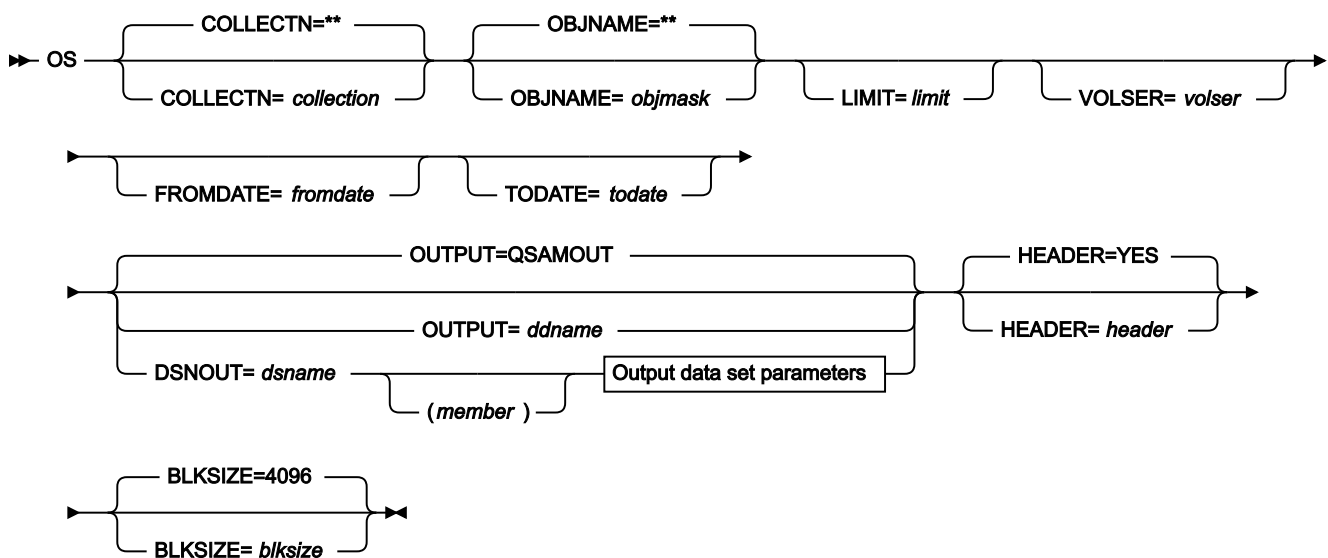 COLLECTN=** OBJNAME=**
OS
COLLECTN= collection OBJNAME= objmask LIMIT= limit VOLSER= volser
FROMDATE= fromdate TODATE= todate
OUTPUT=QSAMOUT HEADER=YES
OUTPUT= ddname HEADER= header
DSNOUT= dsname Output data set parameters
(member )
BLKSIZE=4096
BLKSIZE= blksize